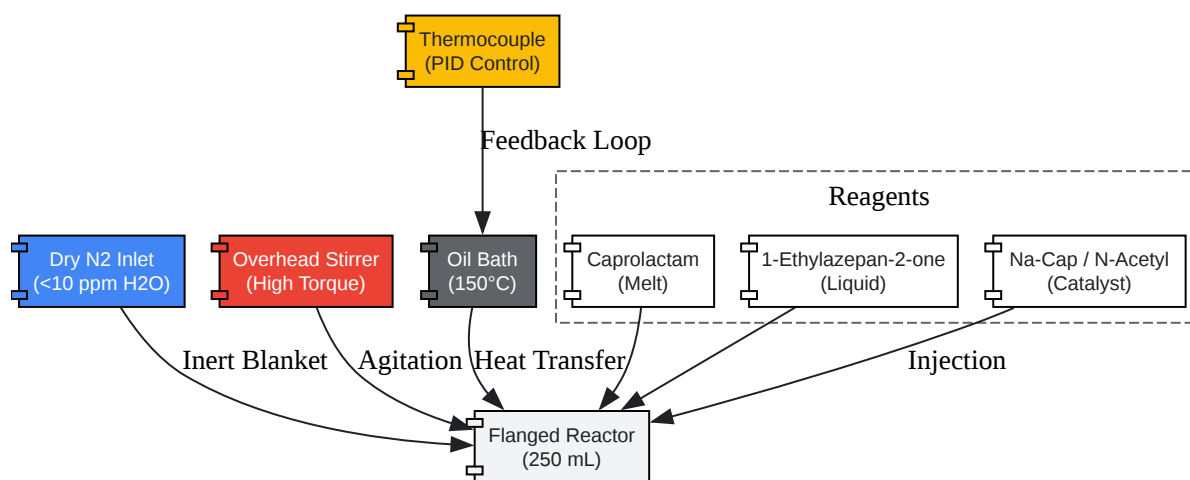 Thermocouple
(PID Control)
Feedback Loop
Reagents
Dry N2 Inlet
(<10 ppm H2O)
Overhead Stirrer
(High Torque)
Oil Bath
(150°C)
Caprolactam
(Melt)
1-Ethylazepan-2-one
(Liquid)
Na-Cap / N-Acetyl
(Catalyst)
Inert Blanket
Agitation
Heat Transfer
Injection
Flanged Reactor
(250 mL)